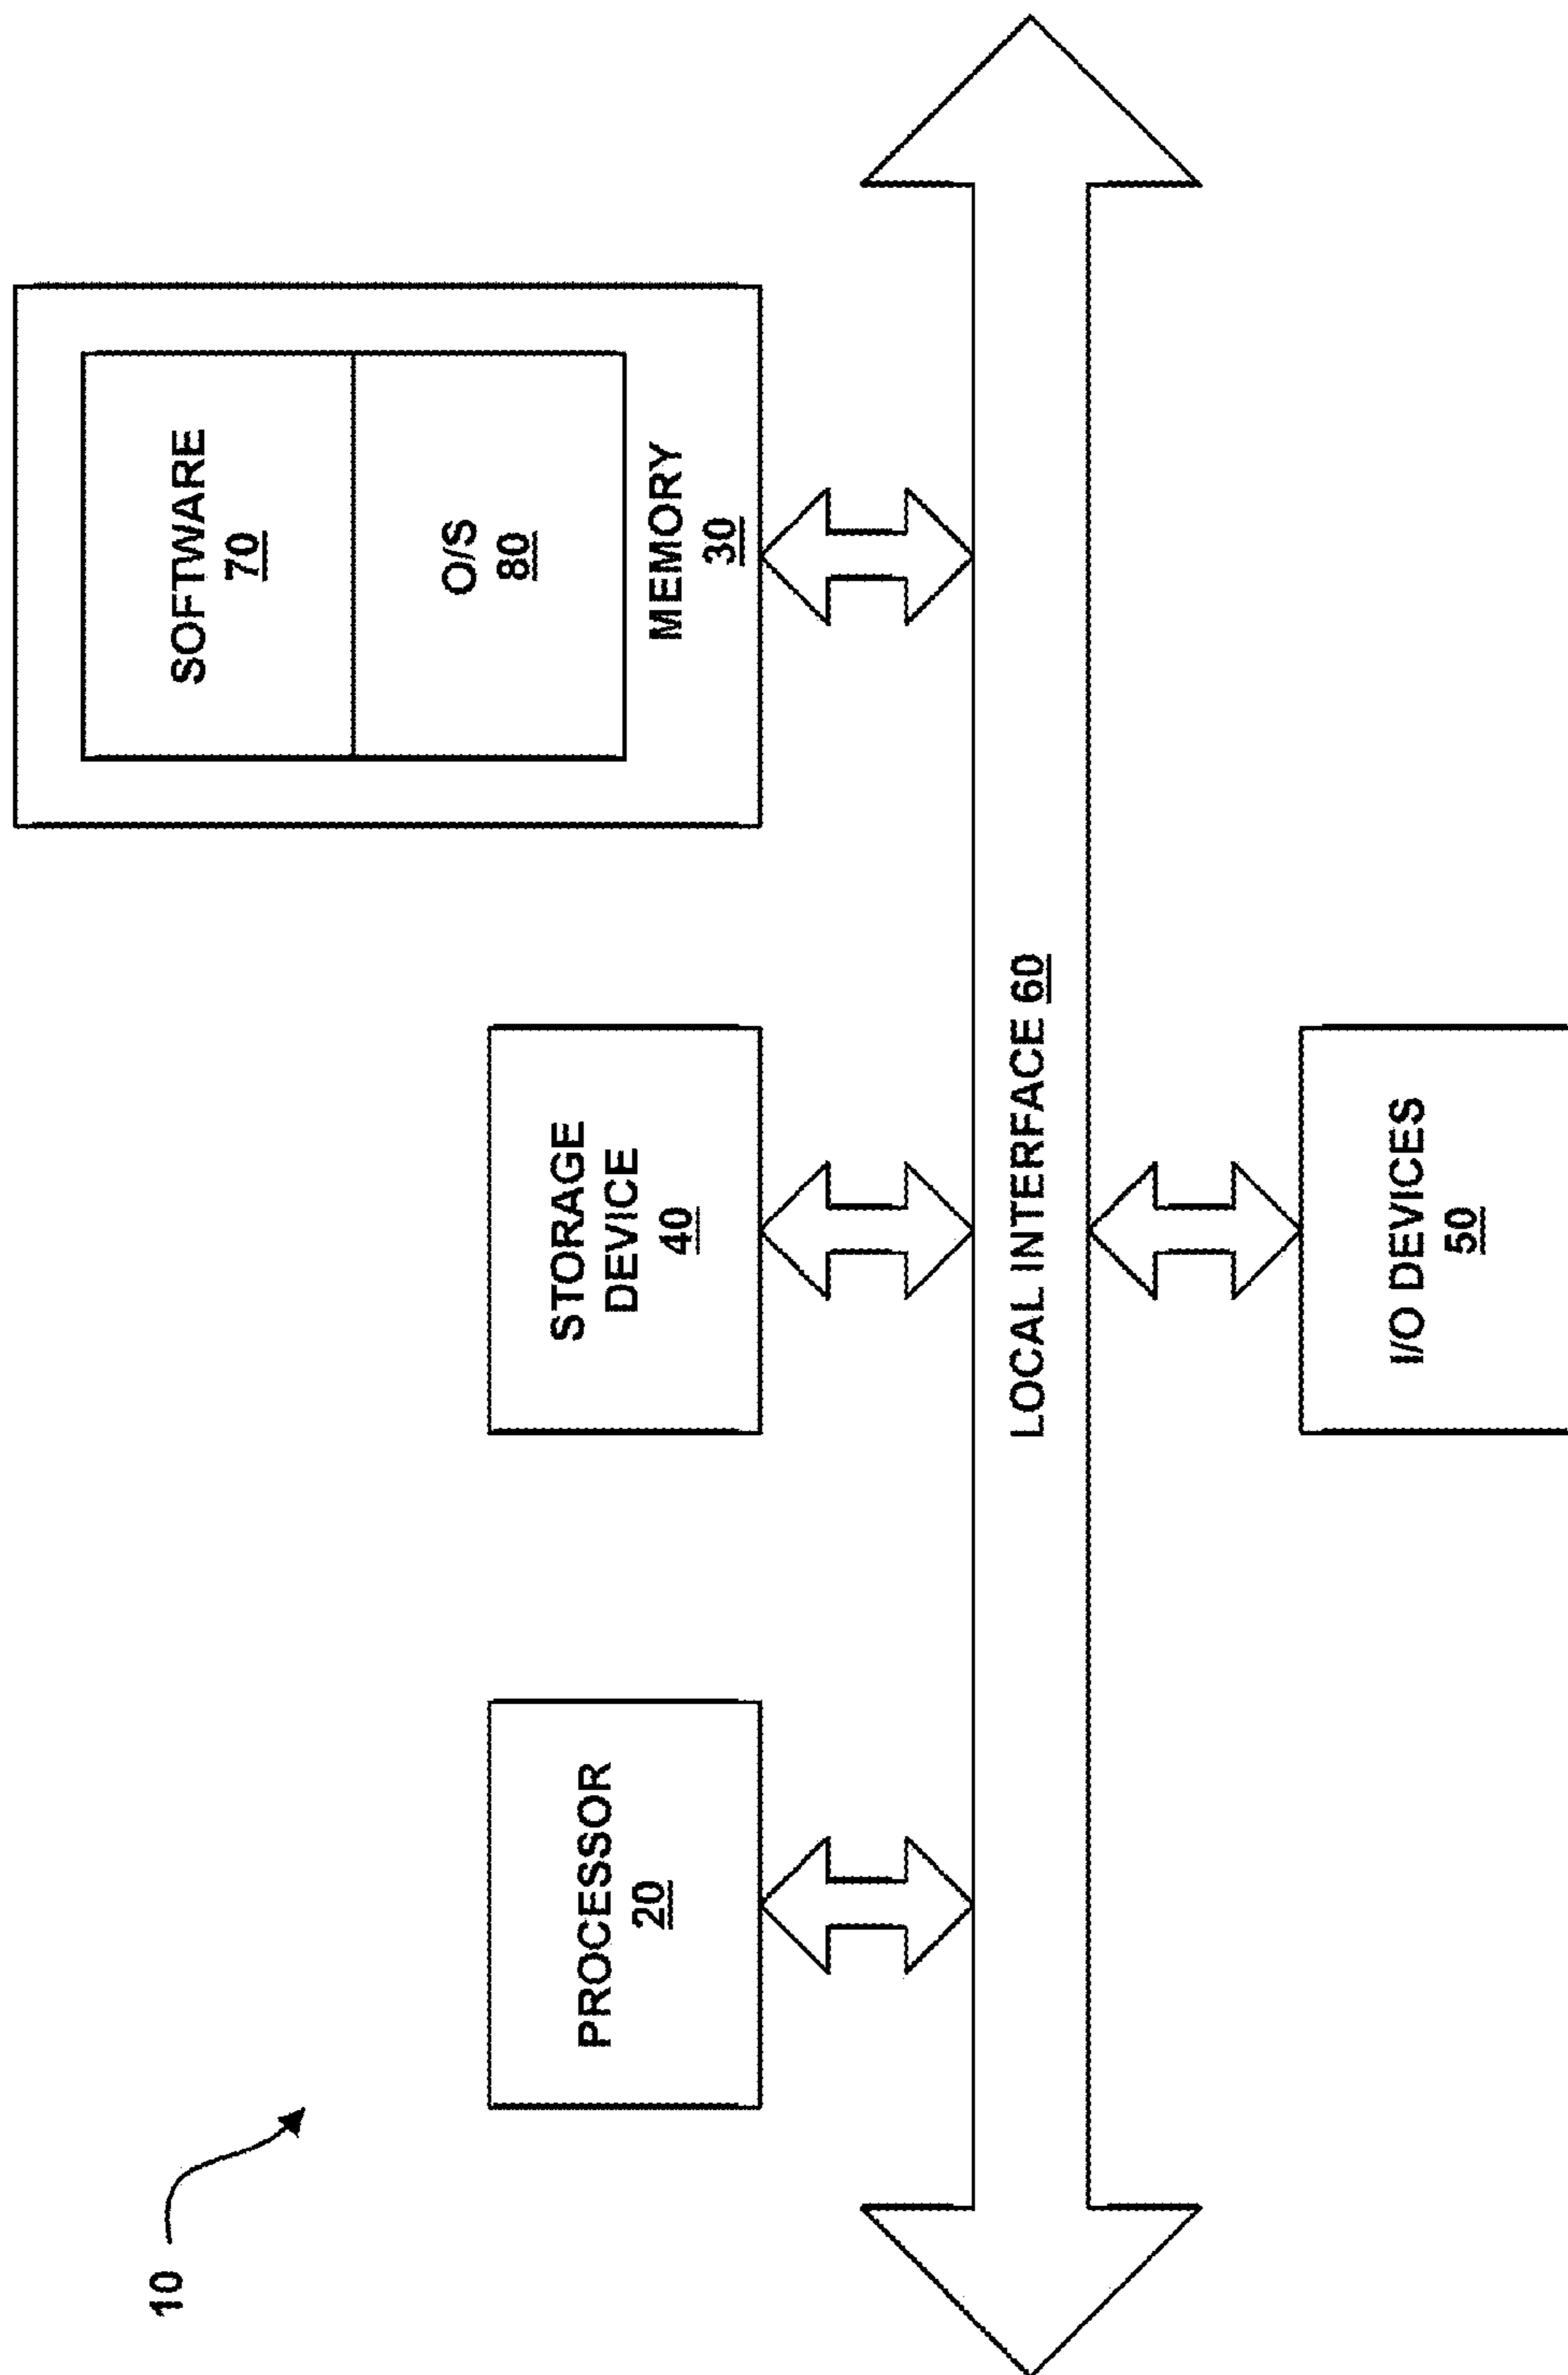 10
PROCESSOR
20
STORAGE
DEVICE
40
SOFTWARE
70
O/S
80
MEMORY
30
LOCAL INTERFACE 60
I/O DEVICES
50